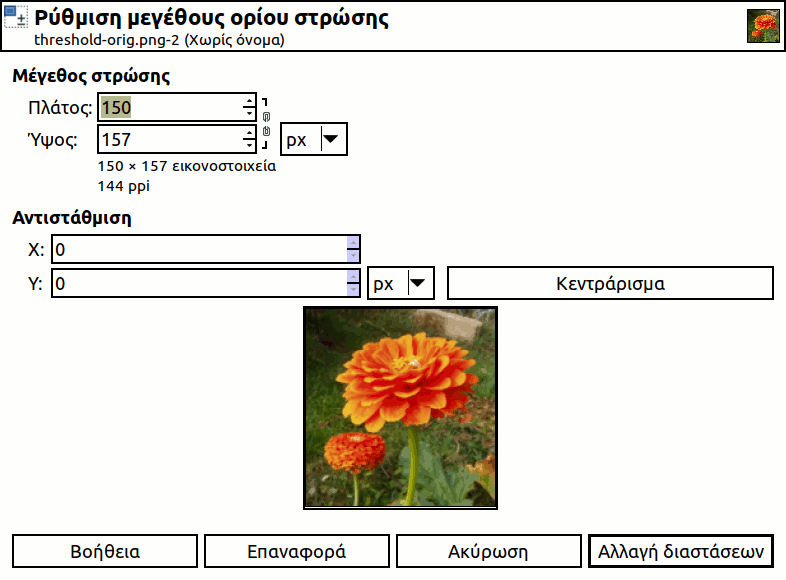 Ρύθμιση μεγέθους ορίου στρώσης
threshold-orig.png-2 (Χωρίς όνομα)
Μέγεθος στρώσης
Πλάτος: 150
Ύψος: 157 px
150 × 157 εικονοστοιχεία
144 ppi
Αντιστάθμιση
X: 0
Y: 0 px Κεντράρισμα
Βοήθεια Επαναφορά Ακύρωση Αλλαγή διαστάσεων